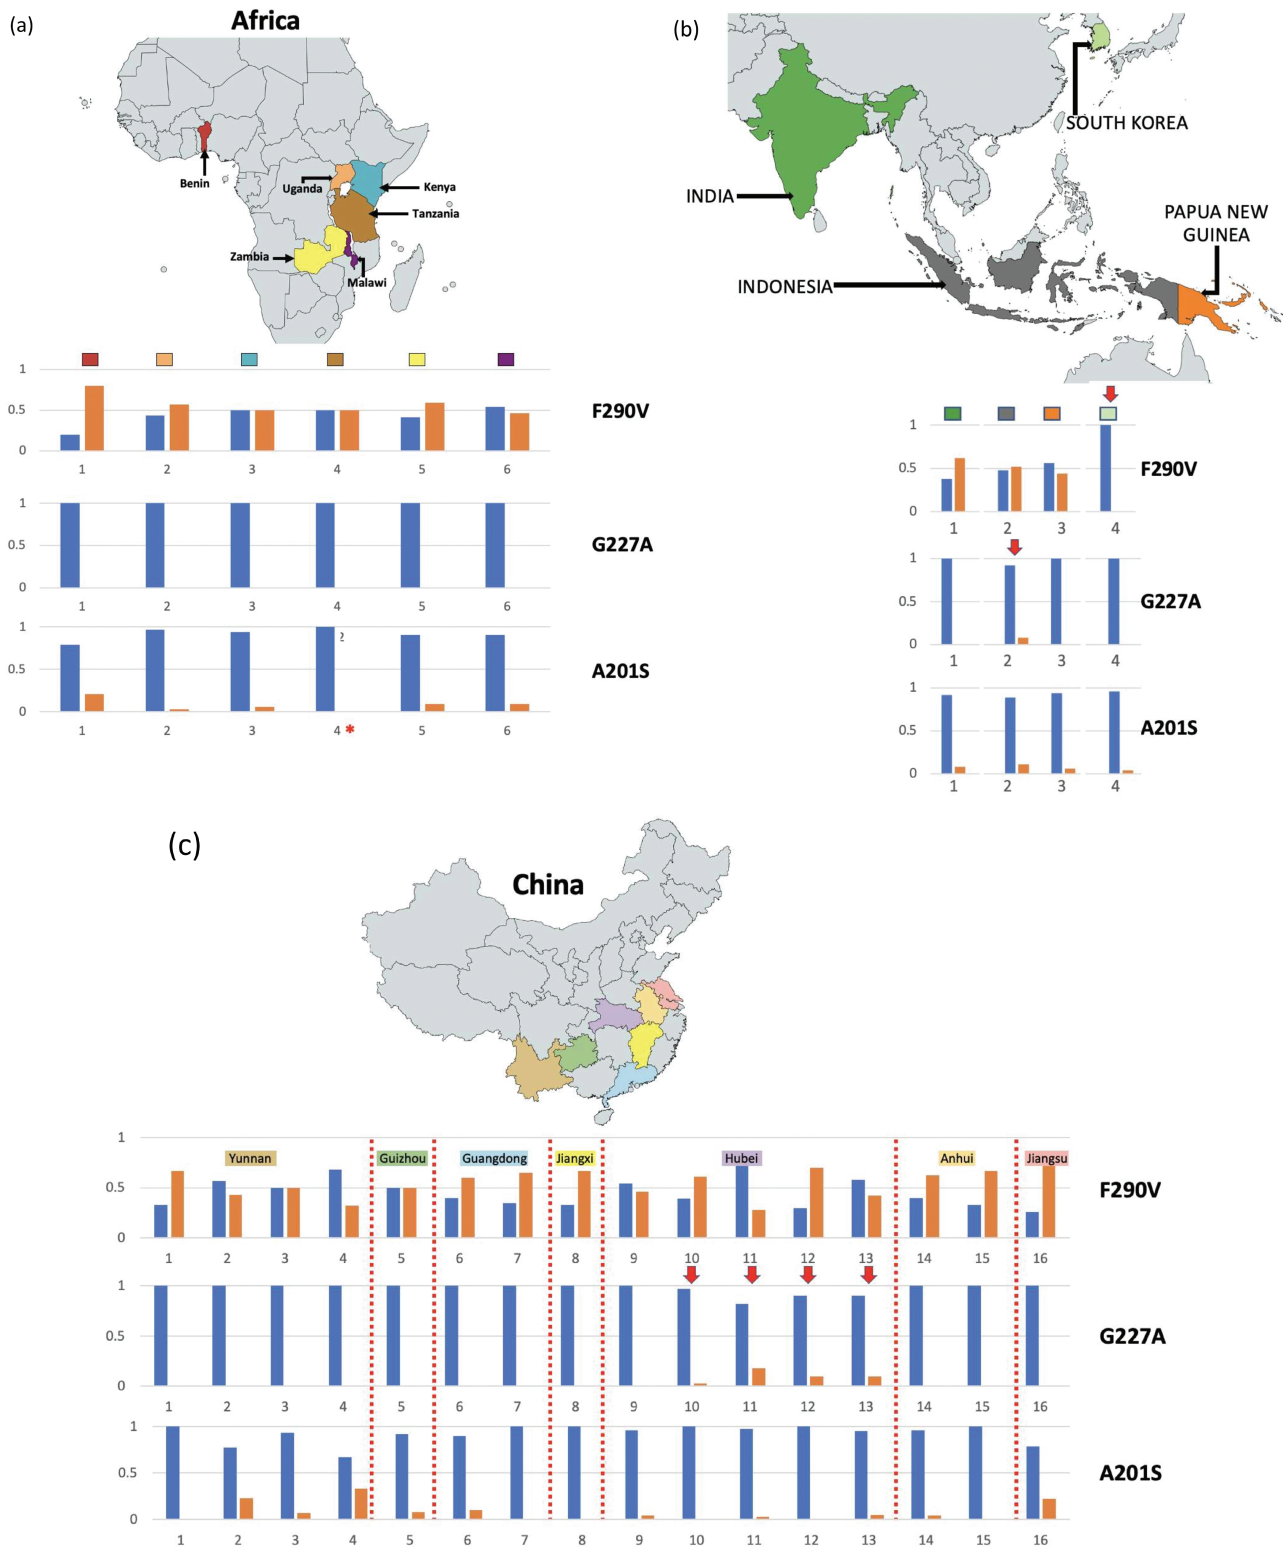 (a)
Africa
Benin
Uganda
Kenya
Tanzania
Zambia
Malawi
1
0.5
0
1 2 3 4 5 6
F290V
1
0.5
0
1 2 3 4 5 6
G227A
1
0.5
0
2
1 2 3 4 * 5 6
A201S
(b)
SOUTH KOREA
INDIA
PAPUA NEW
GUINEA
INDONESIA
1
0.5
0
1 2 3 4
F290V
1
0.5
0
1 2 3 4
G227A
1
0.5
0
1 2 3 4
A201S
(c)
China
1
0.5
0
Yunnan Guizhou Guangdong Jiangxi Hubei Anhui Jiangsu
1 2 3 4 5 6 7 8 9 10 11 12 13 14 15 16
F290V
1
0.5
0
1 2 3 4 5 6 7 8 9 10 11 12 13 14 15 16
G227A
1
0.5
0
1 2 3 4 5 6 7 8 9 10 11 12 13 14 15 16
A201S